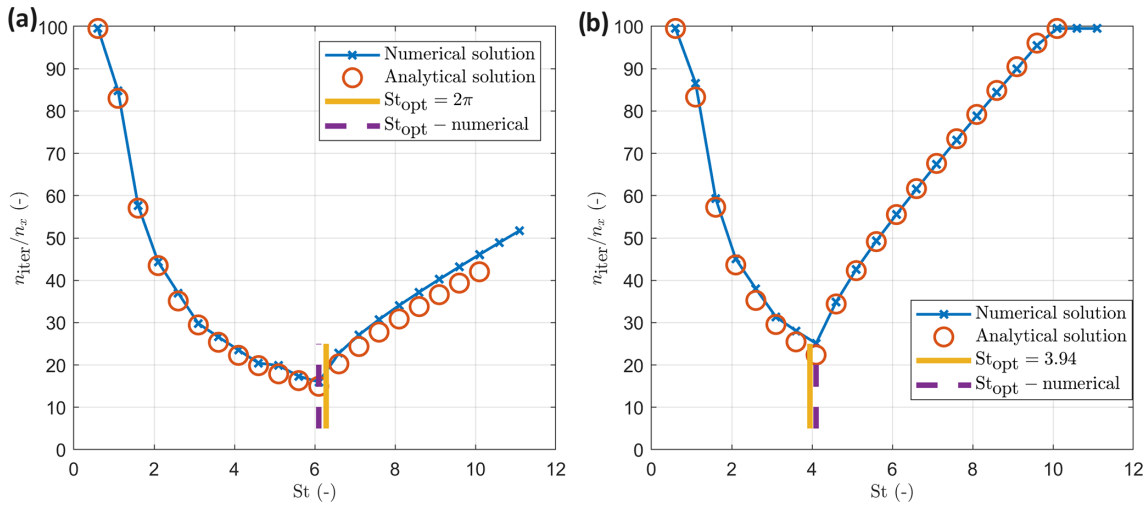 (a)
100
90
80
70
60
50
40
30
20
10
0
n_iter/n_x (-)
0 2 4 6 8 10 12
St (-)
Numerical solution
Analytical solution
St_opt = 2π
St_opt − numerical
(b)
100
90
80
70
60
50
40
30
20
10
0
n_iter/n_x (-)
0 2 4 6 8 10 12
St (-)
Numerical solution
Analytical solution
St_opt = 3.94
St_opt − numerical